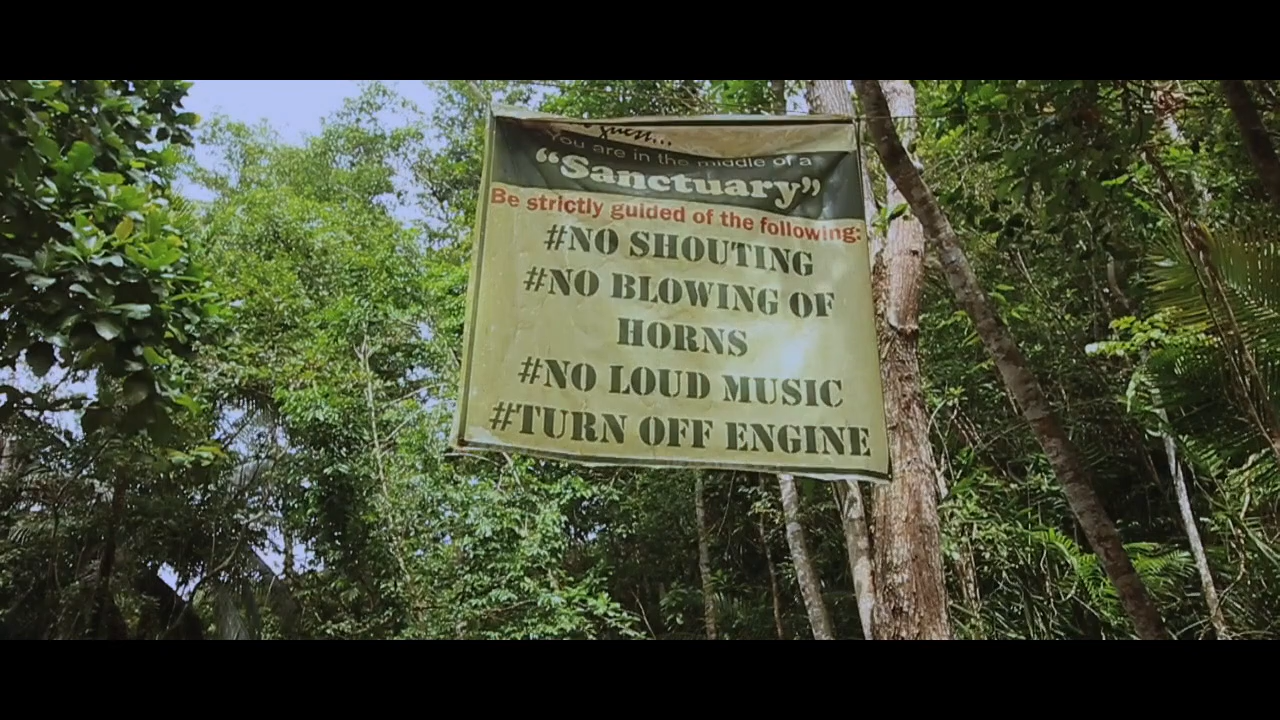 guest...
You are in the middle of a
“Sanctuary”
Be strictly guided of the following:
#NO SHOUTING
#NO BLOWING OF
HORNS
#NO LOUD MUSIC
#TURN OFF ENGINE